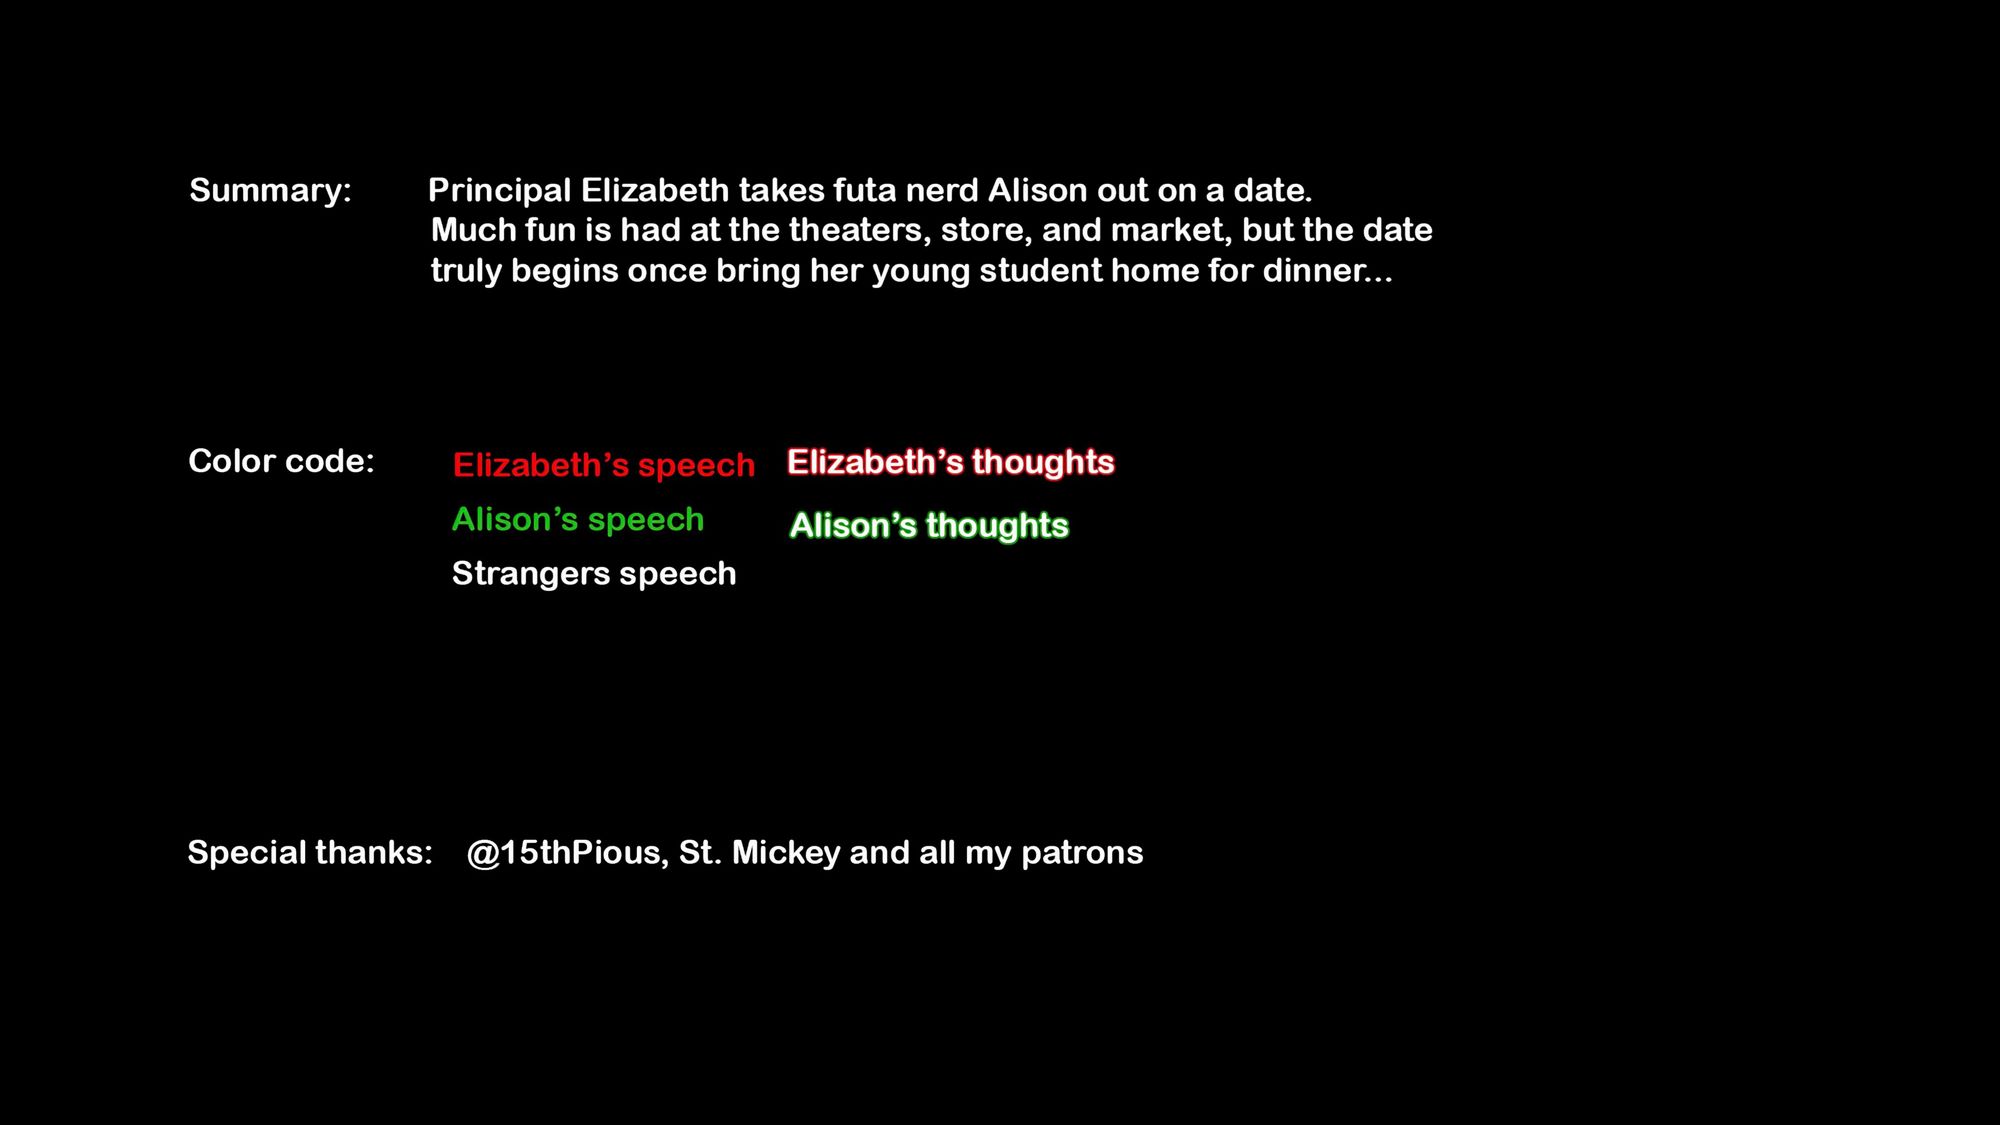 Summary: Principal Elizabeth takes futa nerd Alison out on a date.
Much fun is had at the theaters, store, and market, but the date
truly begins once bring her young student home for dinner...
Color code: Elizabeth’s speech Elizabeth’s thoughts
Alison’s speech Alison’s thoughts
Strangers speech
Special thanks: @15thPious, St. Mickey and all my patrons